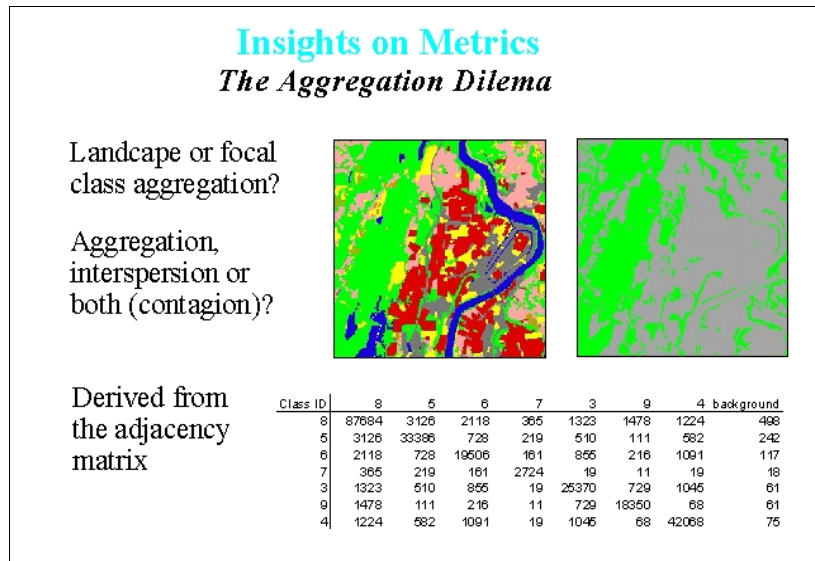 Insights on Metrics
The Aggregation Dilema
Landcape or focal
class aggregation?
Aggregation,
interspersion or
both (contagion)?
Derived from
the adjacency
matrix
Class ID 8 5 6 7 3 9 4 background
8 87684 3126 2118 365 1323 1478 1224 498
5 3126 33386 728 219 510 111 582 242
6 2118 728 19506 161 855 216 1091 117
7 365 219 161 2724 19 11 19 18
3 1323 510 855 19 25370 729 1045 61
9 1478 111 216 11 729 18350 68 61
4 1224 582 1091 19 1045 68 42068 75